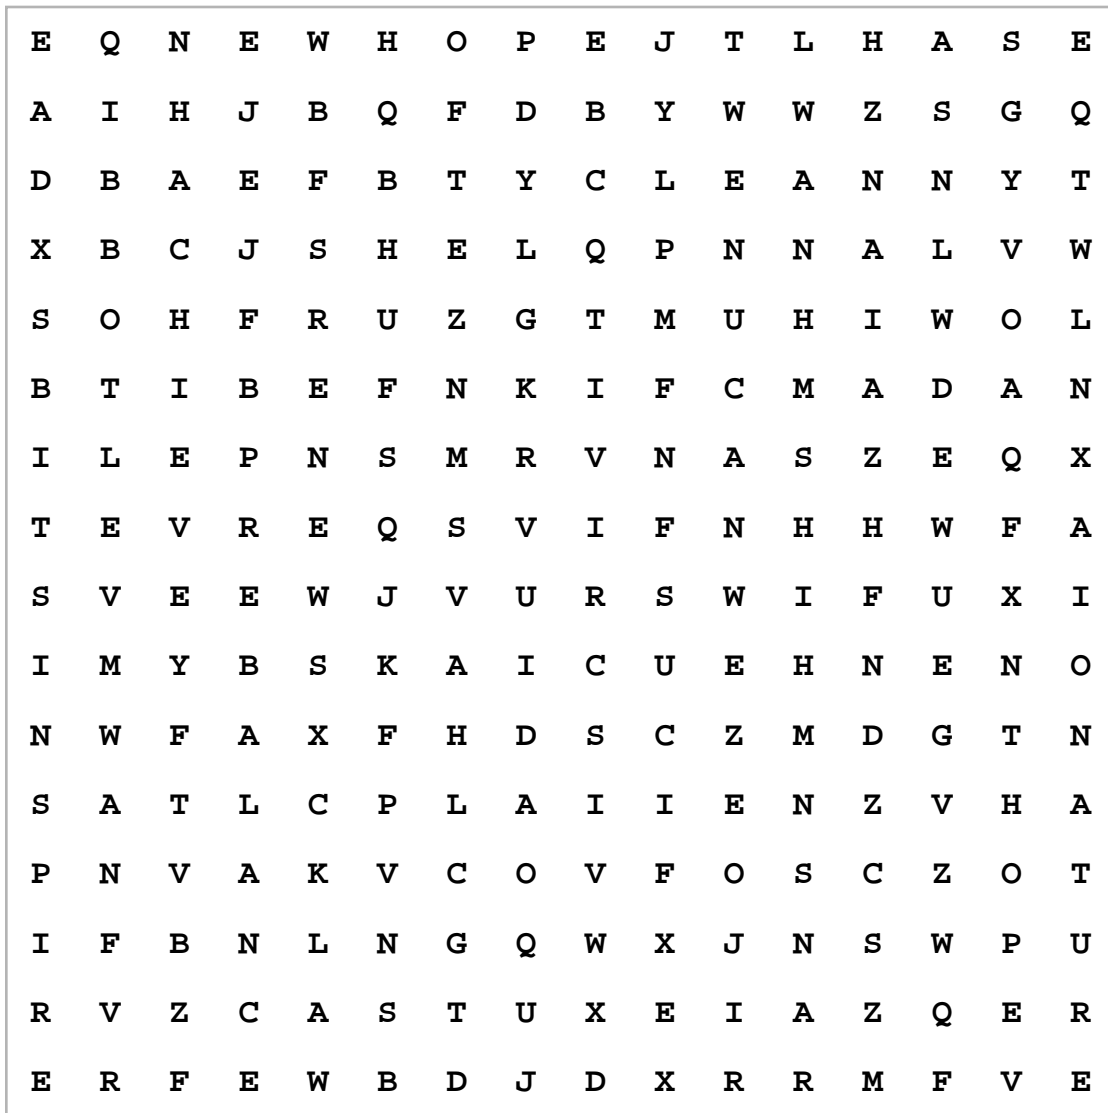 E Q N E W H O P E J T L H A S E
A I H J B Q F D B Y W W Z S G Q
D B A E F B T Y C L E A N N Y T
X B C J S H E L Q P N N A L V W
S O H F R U Z G T M U H I W O L
B T I B E F N K I F C M A D A N
I L E P N S M R V N A S Z E Q X
T E V R E Q S V I F N H H W F A
S V E E W J V U R S W I F U X I
I M Y B S K A I C U E H N E N O
N W F A X F H D S C Z M D G T N
S A T L C P L A I I E N Z V H A
P N V A K V C O V F O S C Z O T
I F B N L N G Q W X J N S W P U
R V Z C A S T U X E I A Z Q E R
E R F E W B D J D X R R M F V E